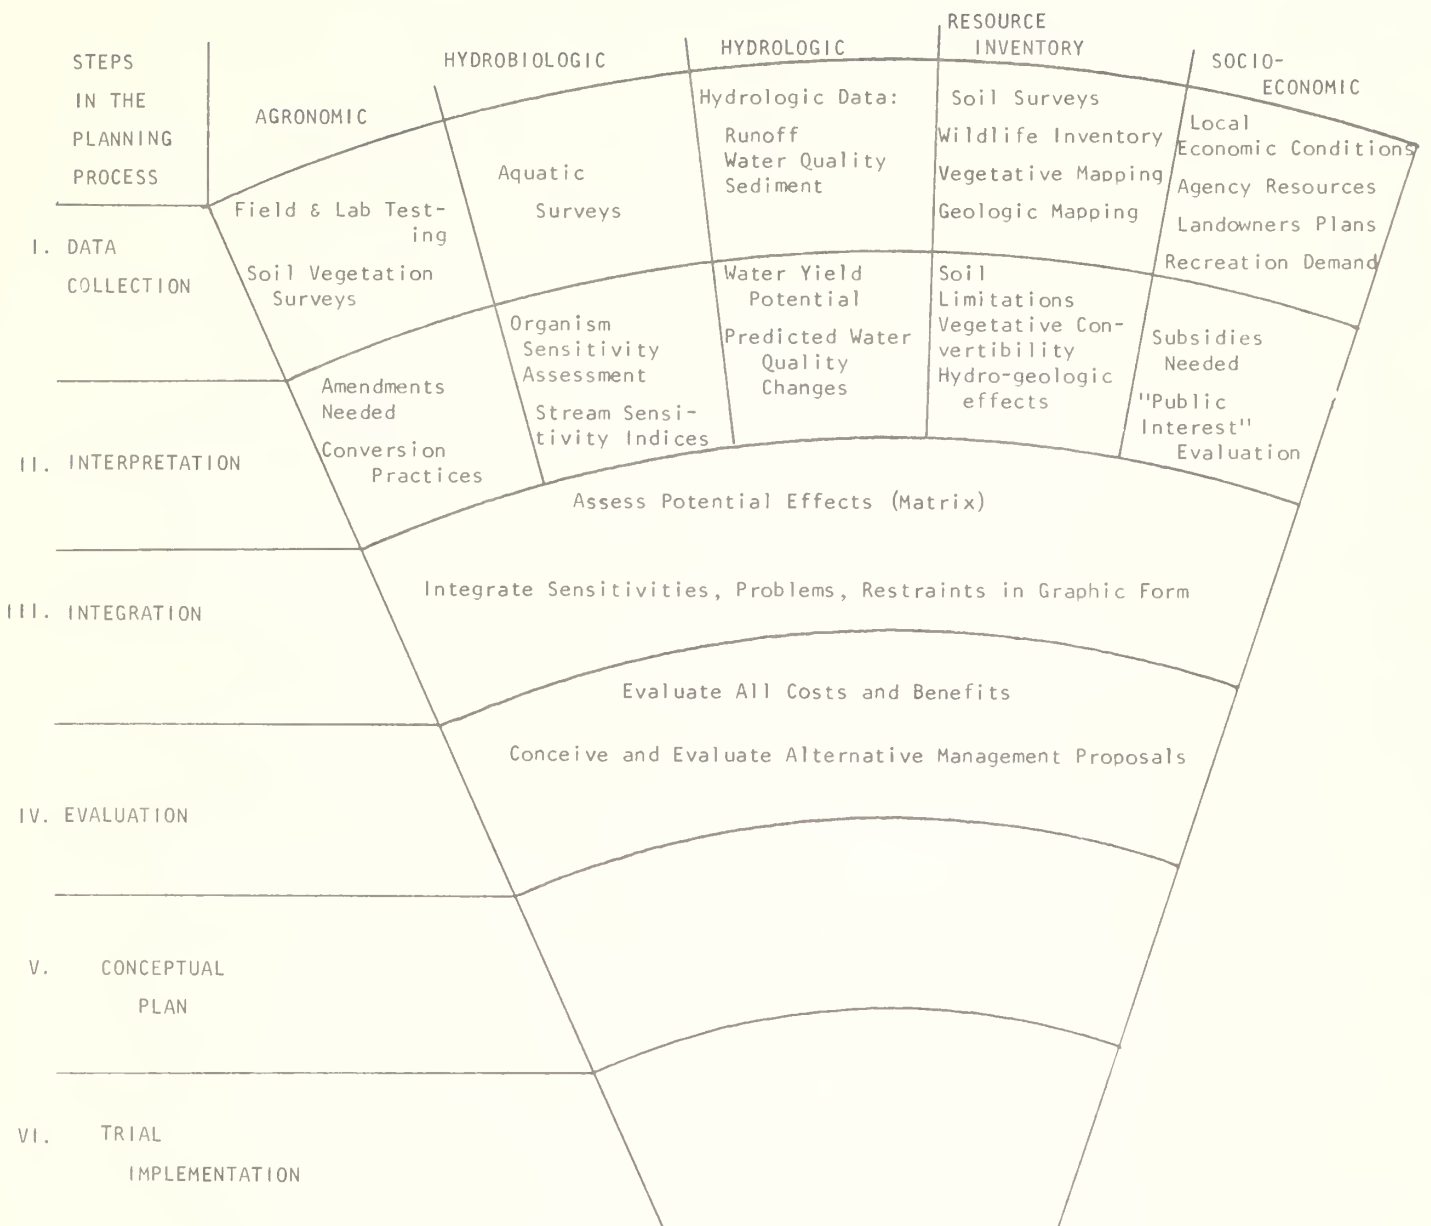 STEPS
IN THE
PLANNING
PROCESS
AGRONOMIC
HYDROBIOLOGIC
HYDROLOGIC
RESOURCE
INVENTORY
SOCIO-
ECONOMIC
I. DATA
COLLECTION
Field & Lab Test-
ing
Soil Vegetation
Surveys
Aquatic
Surveys
Hydrologic Data:
Runoff
Water Quality
Sediment
Soil Surveys
Wildlife Inventory
Vegetative Mapping
Geologic Mapping
Local
Economic Conditions
Agency Resources
Landowners Plans
Recreation Demand
II. INTERPRETATION
Amendments
Needed
Conversion
Practices
Organism
Sensitivity
Assessment
Stream Sensi-
tivity Indices
Water Yield
Potential
Predicted Water
Quality
Changes
Soil
Limitations
Vegetative Con-
vertibility
Hydro-geologic
effects
Subsidies
Needed
"Public
Interest"
Evaluation
III. INTEGRATION
Assess Potential Effects (Matrix)
Integrate Sensitivities, Problems, Restraints in Graphic Form
IV. EVALUATION
Evaluate All Costs and Benefits
Conceive and Evaluate Alternative Management Proposals
V. CONCEPTUAL
PLAN
VI. TRIAL
IMPLEMENTATION